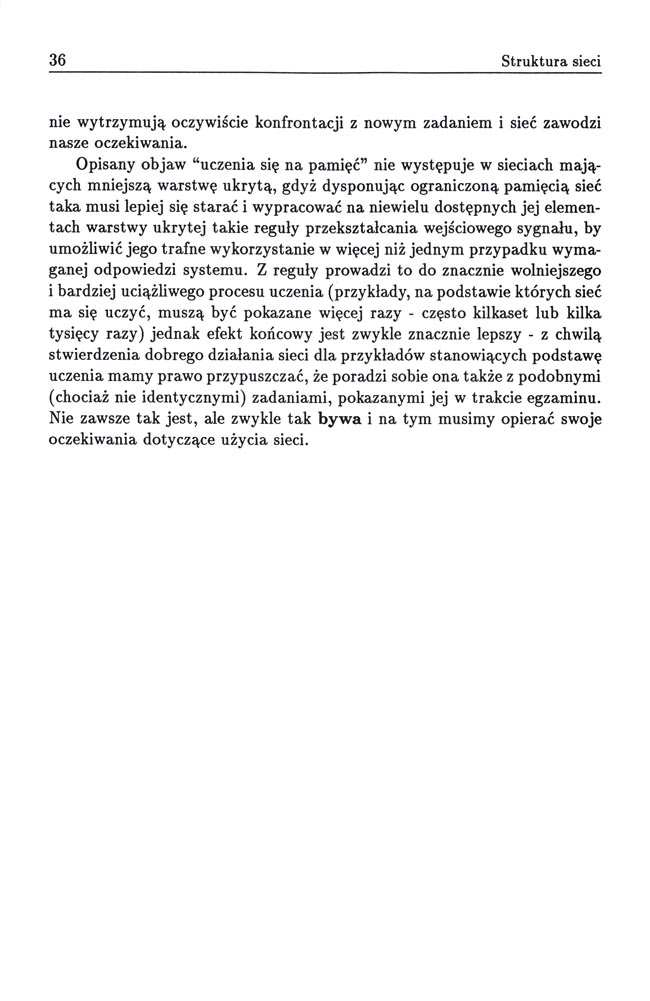 36 Struktura sieci
nie wytrzymują oczywiście konfrontacji z nowym zadaniem i sieć zawodzi
nasze oczekiwania.
Opisany objaw “uczenia się na pamięć” nie występuje w sieciach mają-
cych mniejszą warstwę ukrytą, gdyż dysponując ograniczoną pamięcią sieć
taka musi lepiej się starać i wypracować na niewielu dostępnych jej elemen-
tach warstwy ukrytej takie reguły przekształcania wejściowego sygnału, by
umożliwić jego trafne wykorzystanie w więcej niż jednym przypadku wyma-
ganej odpowiedzi systemu. Z reguły prowadzi to do znacznie wolniejszego
i bardziej uciążliwego procesu uczenia (przykłady, na podstawie których sieć
ma się uczyć, muszą być pokazane więcej razy - często kilkaset lub kilka
tysięcy razy) jednak efekt końcowy jest zwykle znacznie lepszy - z chwilą
stwierdzenia dobrego działania sieci dla przykładów stanowiących podstawę
uczenia mamy prawo przypuszczać, że poradzi sobie ona także z podobnymi
(chociaż nie identycznymi) zadaniami, pokazanymi jej w trakcie egzaminu.
Nie zawsze tak jest, ale zwykle tak bywa i na tym musimy opierać swoje
oczekiwania dotyczące użycia sieci.